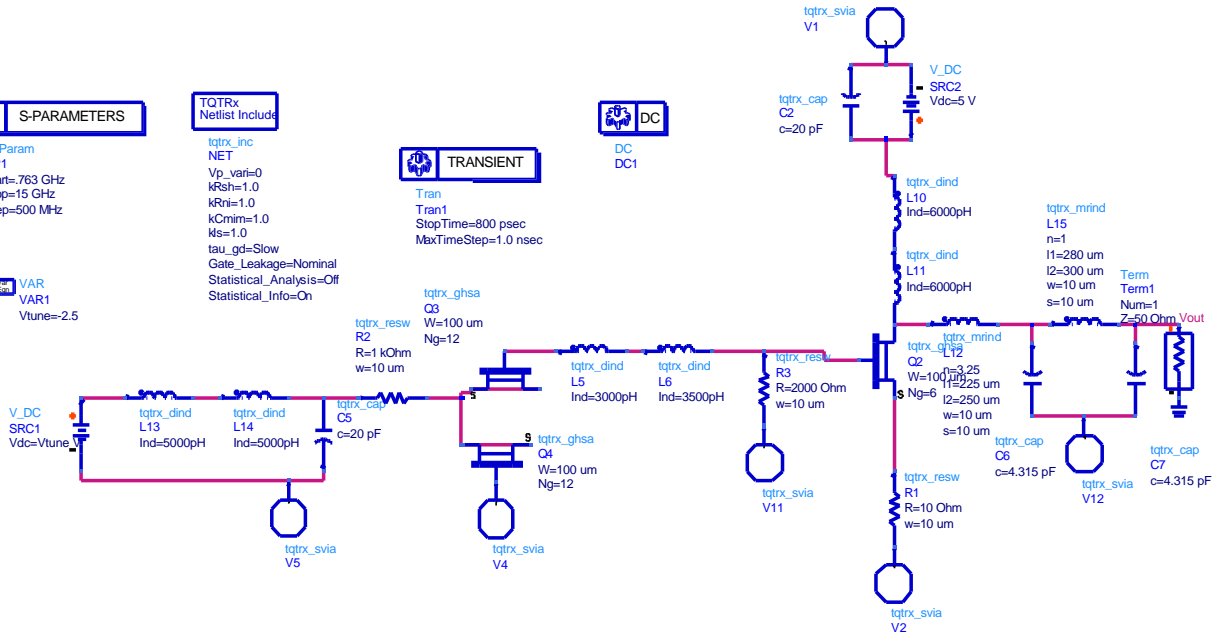 tqtrx_svia
V1
V_DC
SRC2
Vdc=5 V
tqtrx_cap
C2
c=20 pF
S-PARAMETERS
Param
TQTRx
Netlist Include
tqtrx_inc
NET
Vp_vari=0
kRsh=1.0
kRni=1.0
kCmim=1.0
kIs=1.0
tau_gd=Slow
Gate_Leakage=Nominal
Statistical_Analysis=Off
Statistical_Info=On
TRANSIENT
Tran
Tran1
StopTime=800 psec
MaxTimeStep=1.0 nsec
DC
DC
DC1
rt=.763 GHz
p=15 GHz
p=500 MHz
VAR
VAR1
Vtune=-2.5
tqtrx_dind
L10
Ind=6000pH
tqtrx_dind
L11
Ind=6000pH
tqtrx_mrind
L15
n=1
l1=280 um
l2=300 um
w=10 um
s=10 um
Term
Term1
Num=1
Z=50 Ohm
Vout
tqtrx_ghsa
Q3
W=100 um
Ng=12
tqtrx_resw
R2
R=1 kOhm
w=10 um
S
tqtrx_dind
L5
Ind=3000pH
tqtrx_dind
L6
Ind=3500pH
tqtrx_resw
R3
R=2000 Ohm
w=10 um
tqtrx_ghsa
Q2
W=100 um
Ng=6
S
tqtrx_mrind
L12
n=3.25
l1=225 um
l2=250 um
w=10 um
s=10 um
V_DC
SRC1
Vdc=Vtune V
tqtrx_dind
L13
Ind=5000pH
tqtrx_dind
L14
Ind=5000pH
tqtrx_cap
C5
c=20 pF
S
tqtrx_ghsa
Q4
W=100 um
Ng=12
tqtrx_cap
C6
c=4.315 pF
tqtrx_cap
C7
c=4.315 pF
tqtrx_svia
V12
tqtrx_resw
R1
R=10 Ohm
w=10 um
tqtrx_svia
V11
tqtrx_svia
V5
tqtrx_svia
V4
tqtrx_svia
V2